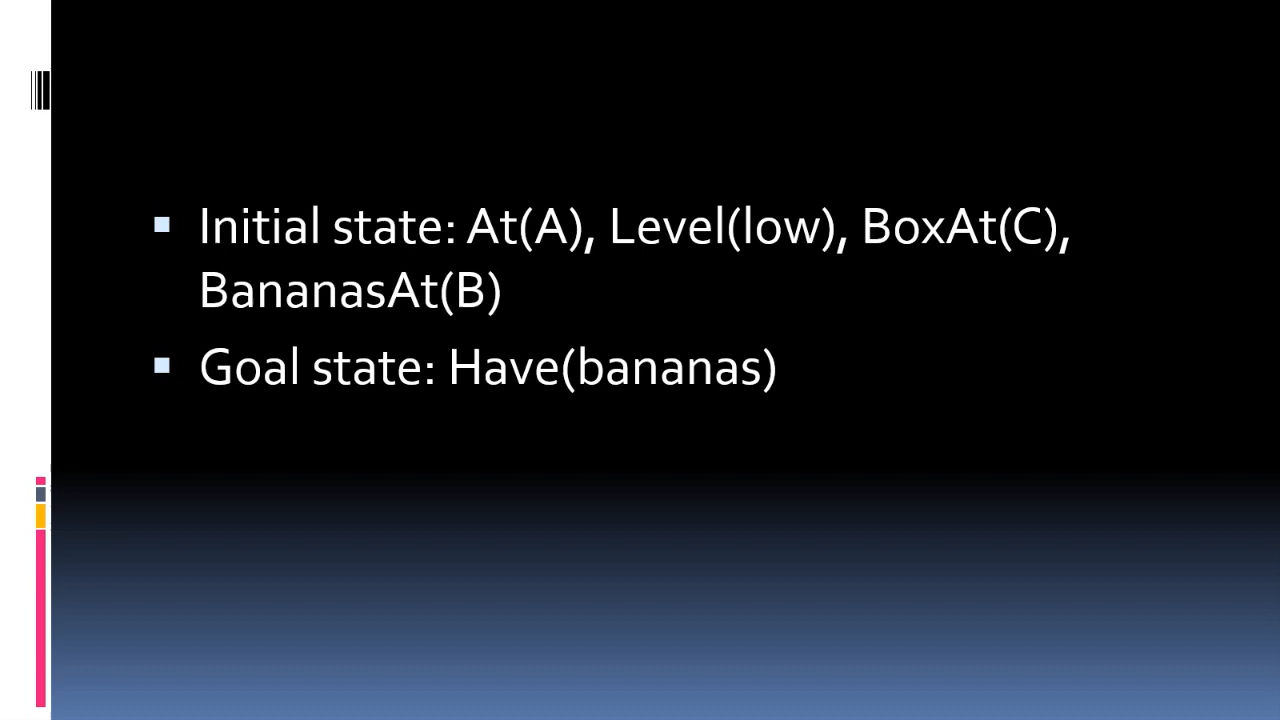 Initial state: At(A), Level(low), BoxAt(C),
BananasAt(B)
Goal state: Have(bananas)